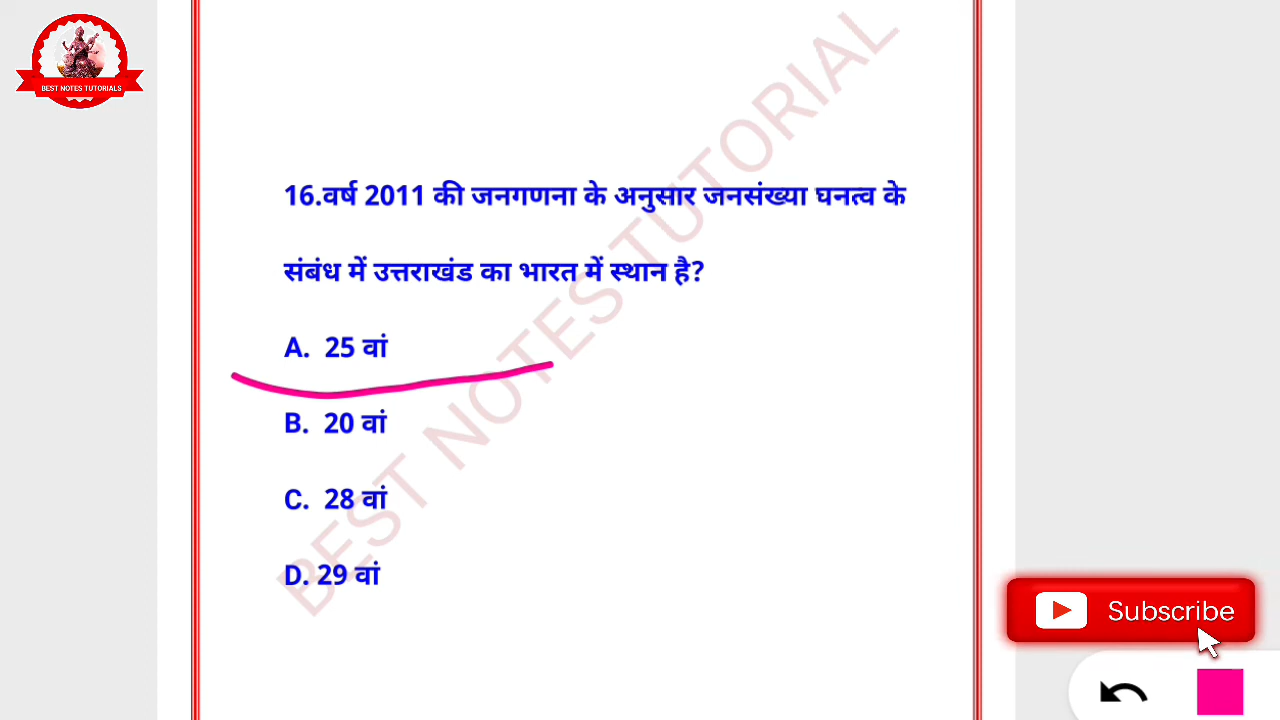 BEST NOTES TUTORIALS
16.वर्ष 2011 की जनगणना के अनुसार जनसंख्या घनत्व के
संबंध में उत्तराखंड का भारत में स्थान है?
A. 25 वां
B. 20 वां
C. 28 वां
D. 29 वां
BEST NOTES TUTORIAL
Subscribe